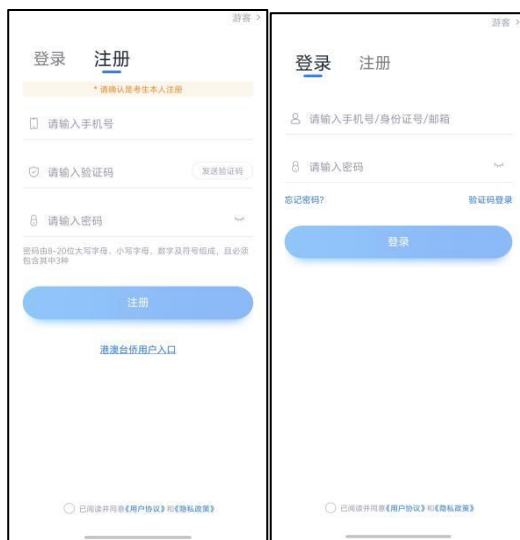 游客 >
登录 注册
* 请确认是考生本人注册
请输入手机号
请输入验证码 发送验证码
请输入密码
密码由8-20位大写字母、小写字母、数字及符号组成，且必须
包含其中3种
注册
港澳台侨用户入口
已阅读并同意《用户协议》和《隐私政策》
游客 >
登录 注册
请输入手机号/身份证号/邮箱
请输入密码
忘记密码? 验证码登录
登录
已阅读并同意《用户协议》和《隐私政策》